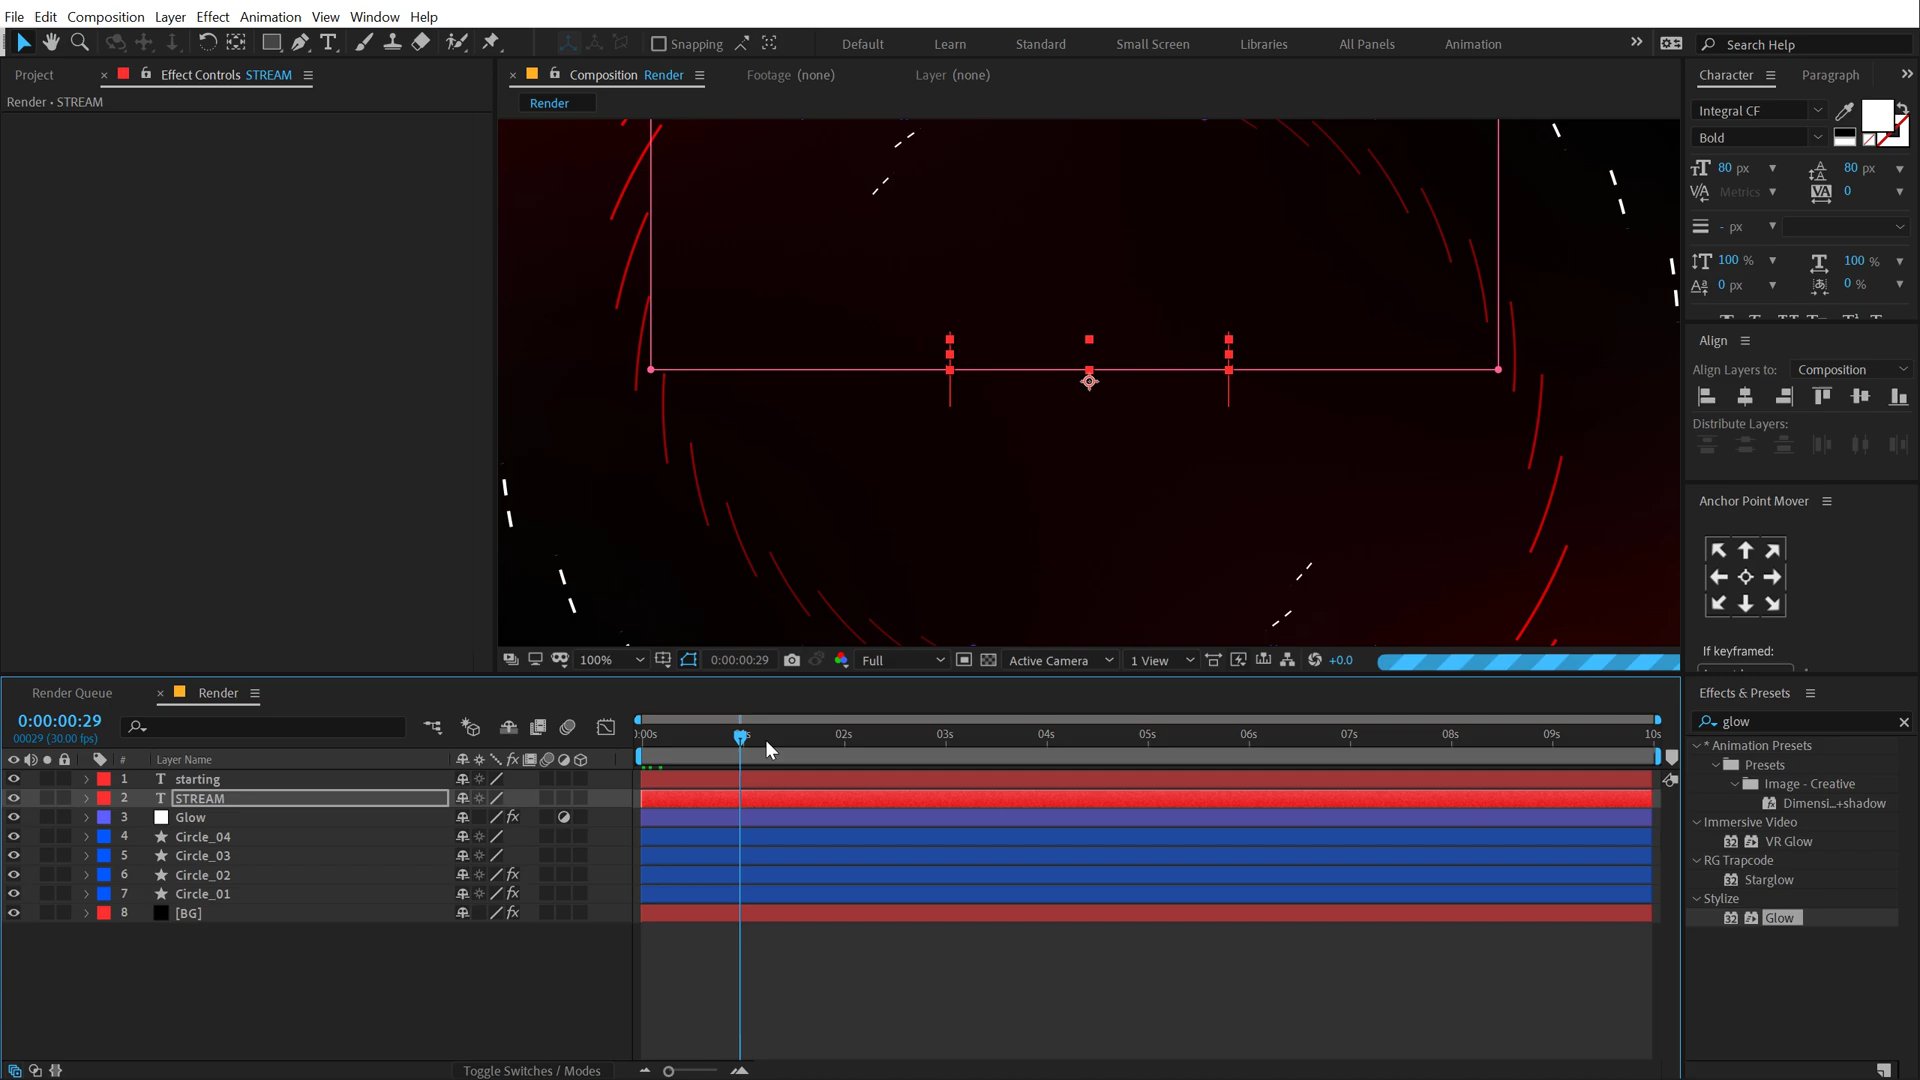 File Edit Composition Layer Effect Animation View Window Help
Snapping
Default Learn Standard Small Screen Libraries All Panels Animation
Search Help
Project
Effect Controls STREAM
Composition Render
Footage (none)
Layer (none)
Character
Paragraph
Render • STREAM
Render
Integral CF
Bold
80 px
80 px
Metrics
0
- px
100 %
100 %
0 px
0 %
Align
Align Layers to: Composition
Distribute Layers:
Anchor Point Mover
If keyframed:
100% 0:00:00:29 Full Active Camera 1 View +0.0
Render Queue
Render
0:00:00:29
00029 (30.00 fps)
:00s 02s 03s 04s 05s 06s 07s 08s 09s 10s
# Layer Name
1 T starting
2 T STREAM
3 Glow
4 Circle_04
5 Circle_03
6 Circle_02
7 Circle_01
8 [BG]
Toggle Switches / Modes
Effects & Presets
glow
* Animation Presets
Presets
Image - Creative
Dimensi...+shadow
Immersive Video
VR Glow
RG Trapcode
Starglow
Stylize
Glow